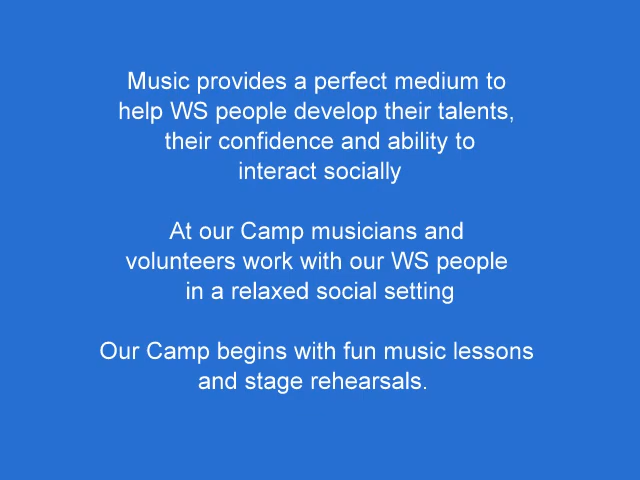 Music provides a perfect medium to
help WS people develop their talents,
their confidence and ability to
interact socially
At our Camp musicians and
volunteers work with our WS people
in a relaxed social setting
Our Camp begins with fun music lessons
and stage rehearsals.